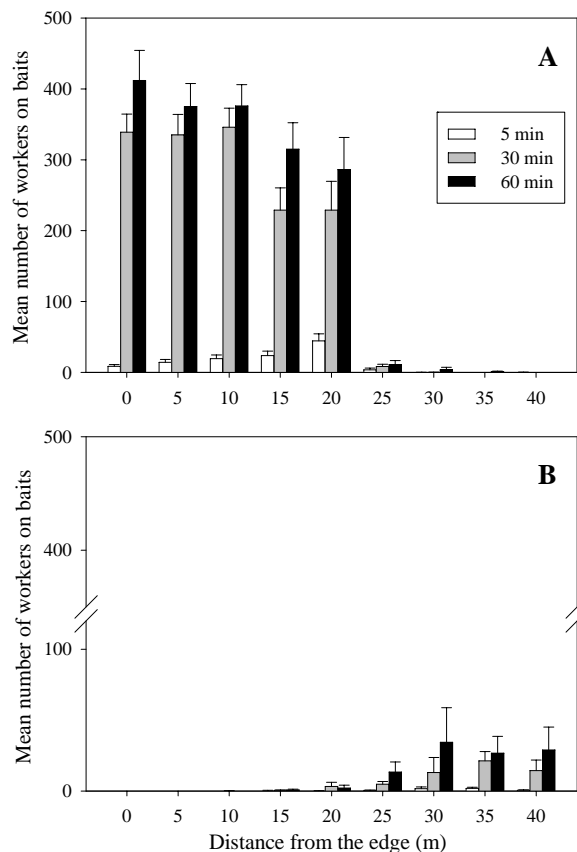 500
400
300
200
100
0
Mean number of workers on baits
A
5 min
30 min
60 min
0 5 10 15 20 25 30 35 40
500
400
100
0
Mean number of workers on baits
B
0 5 10 15 20 25 30 35 40
Distance from the edge (m)